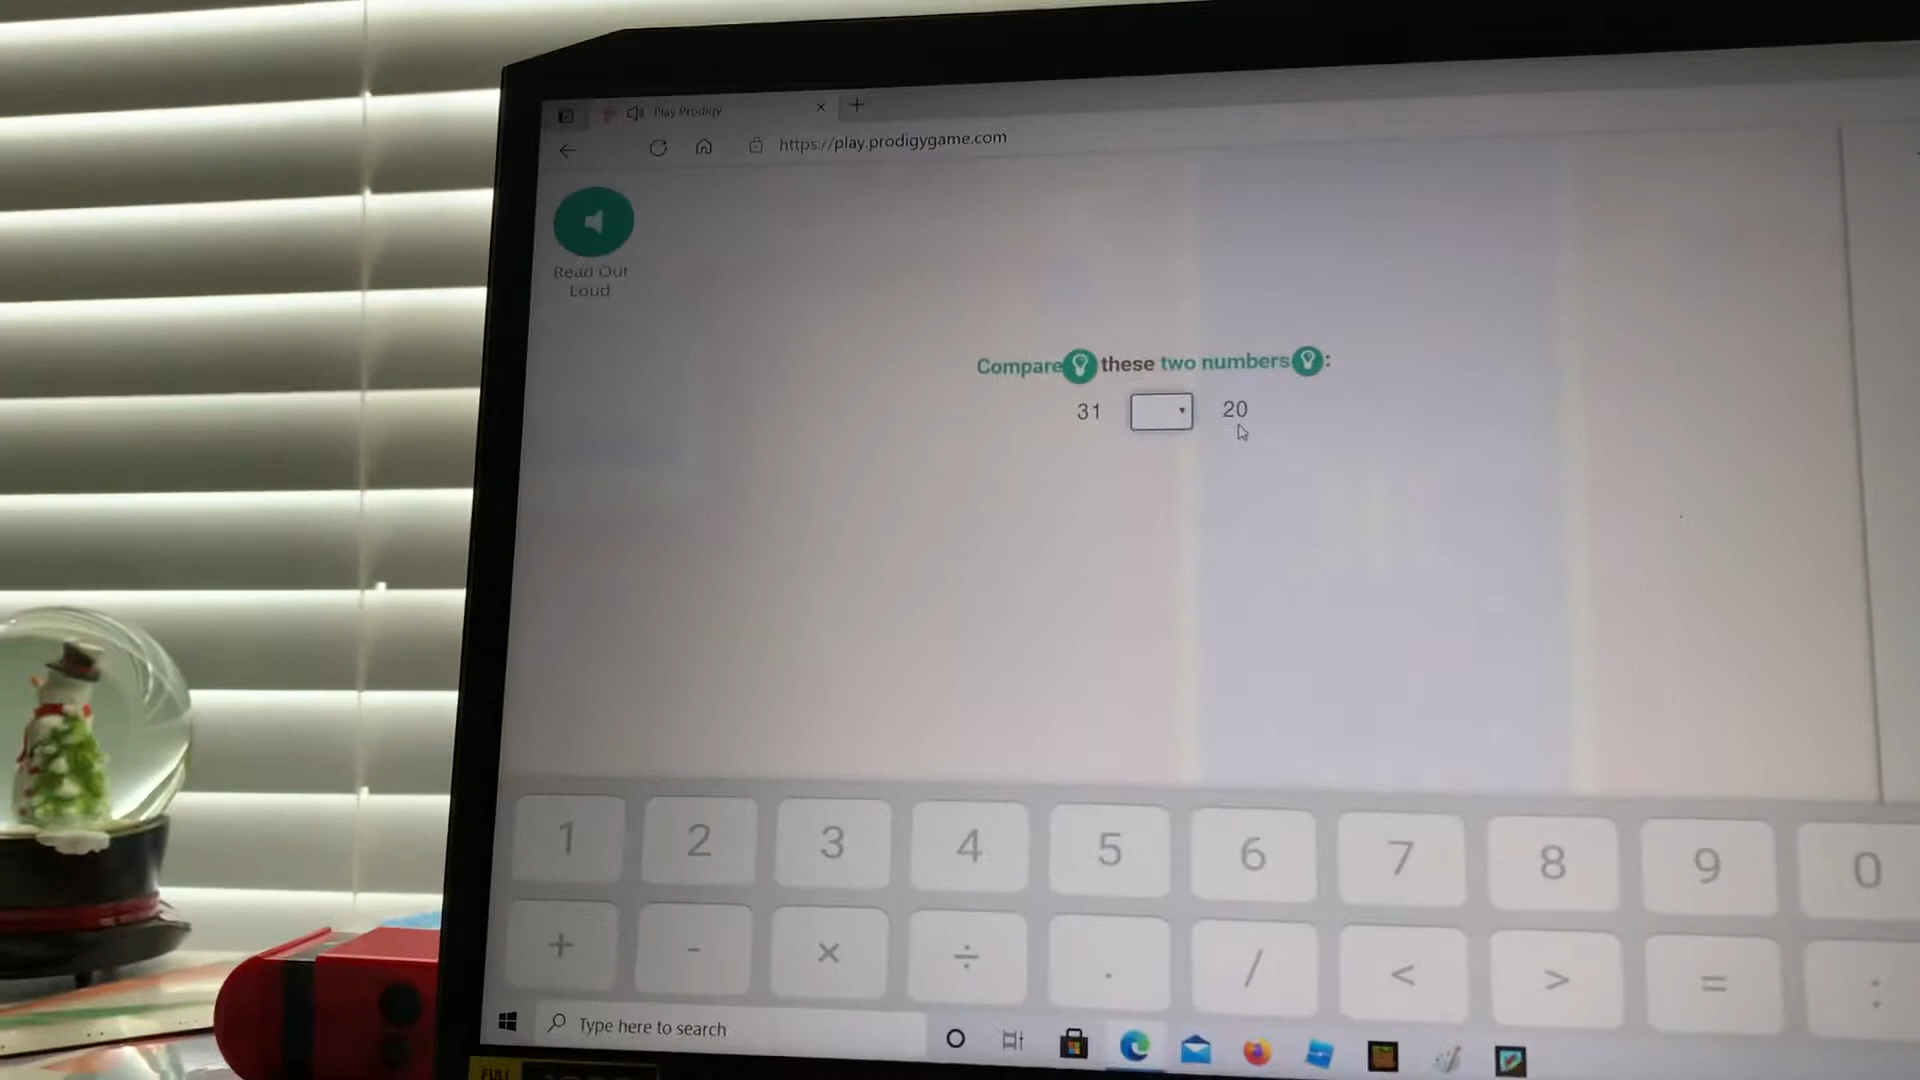 Play Prodigy × +
https://play.prodigygame.com
Read Out
Loud
Compare these two numbers:
31 20
1 2 3 4 5 6 7 8 9 0
+ - × ÷ . / < > = :
Type here to search
FULL